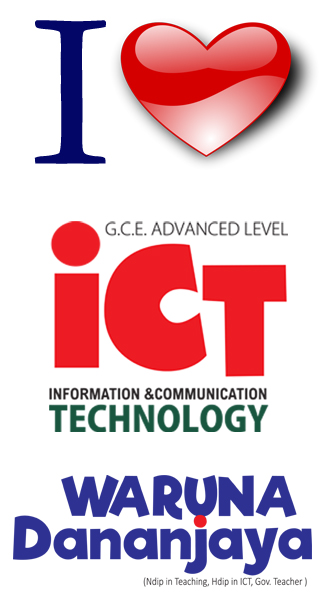 I
G.C.E. ADVANCED LEVEL
iCT
INFORMATION &COMMUNICATION
TECHNOLOGY
WARUNA
Dananjaya
(Ndip in Teaching, Hdip in ICT, Gov. Teacher )